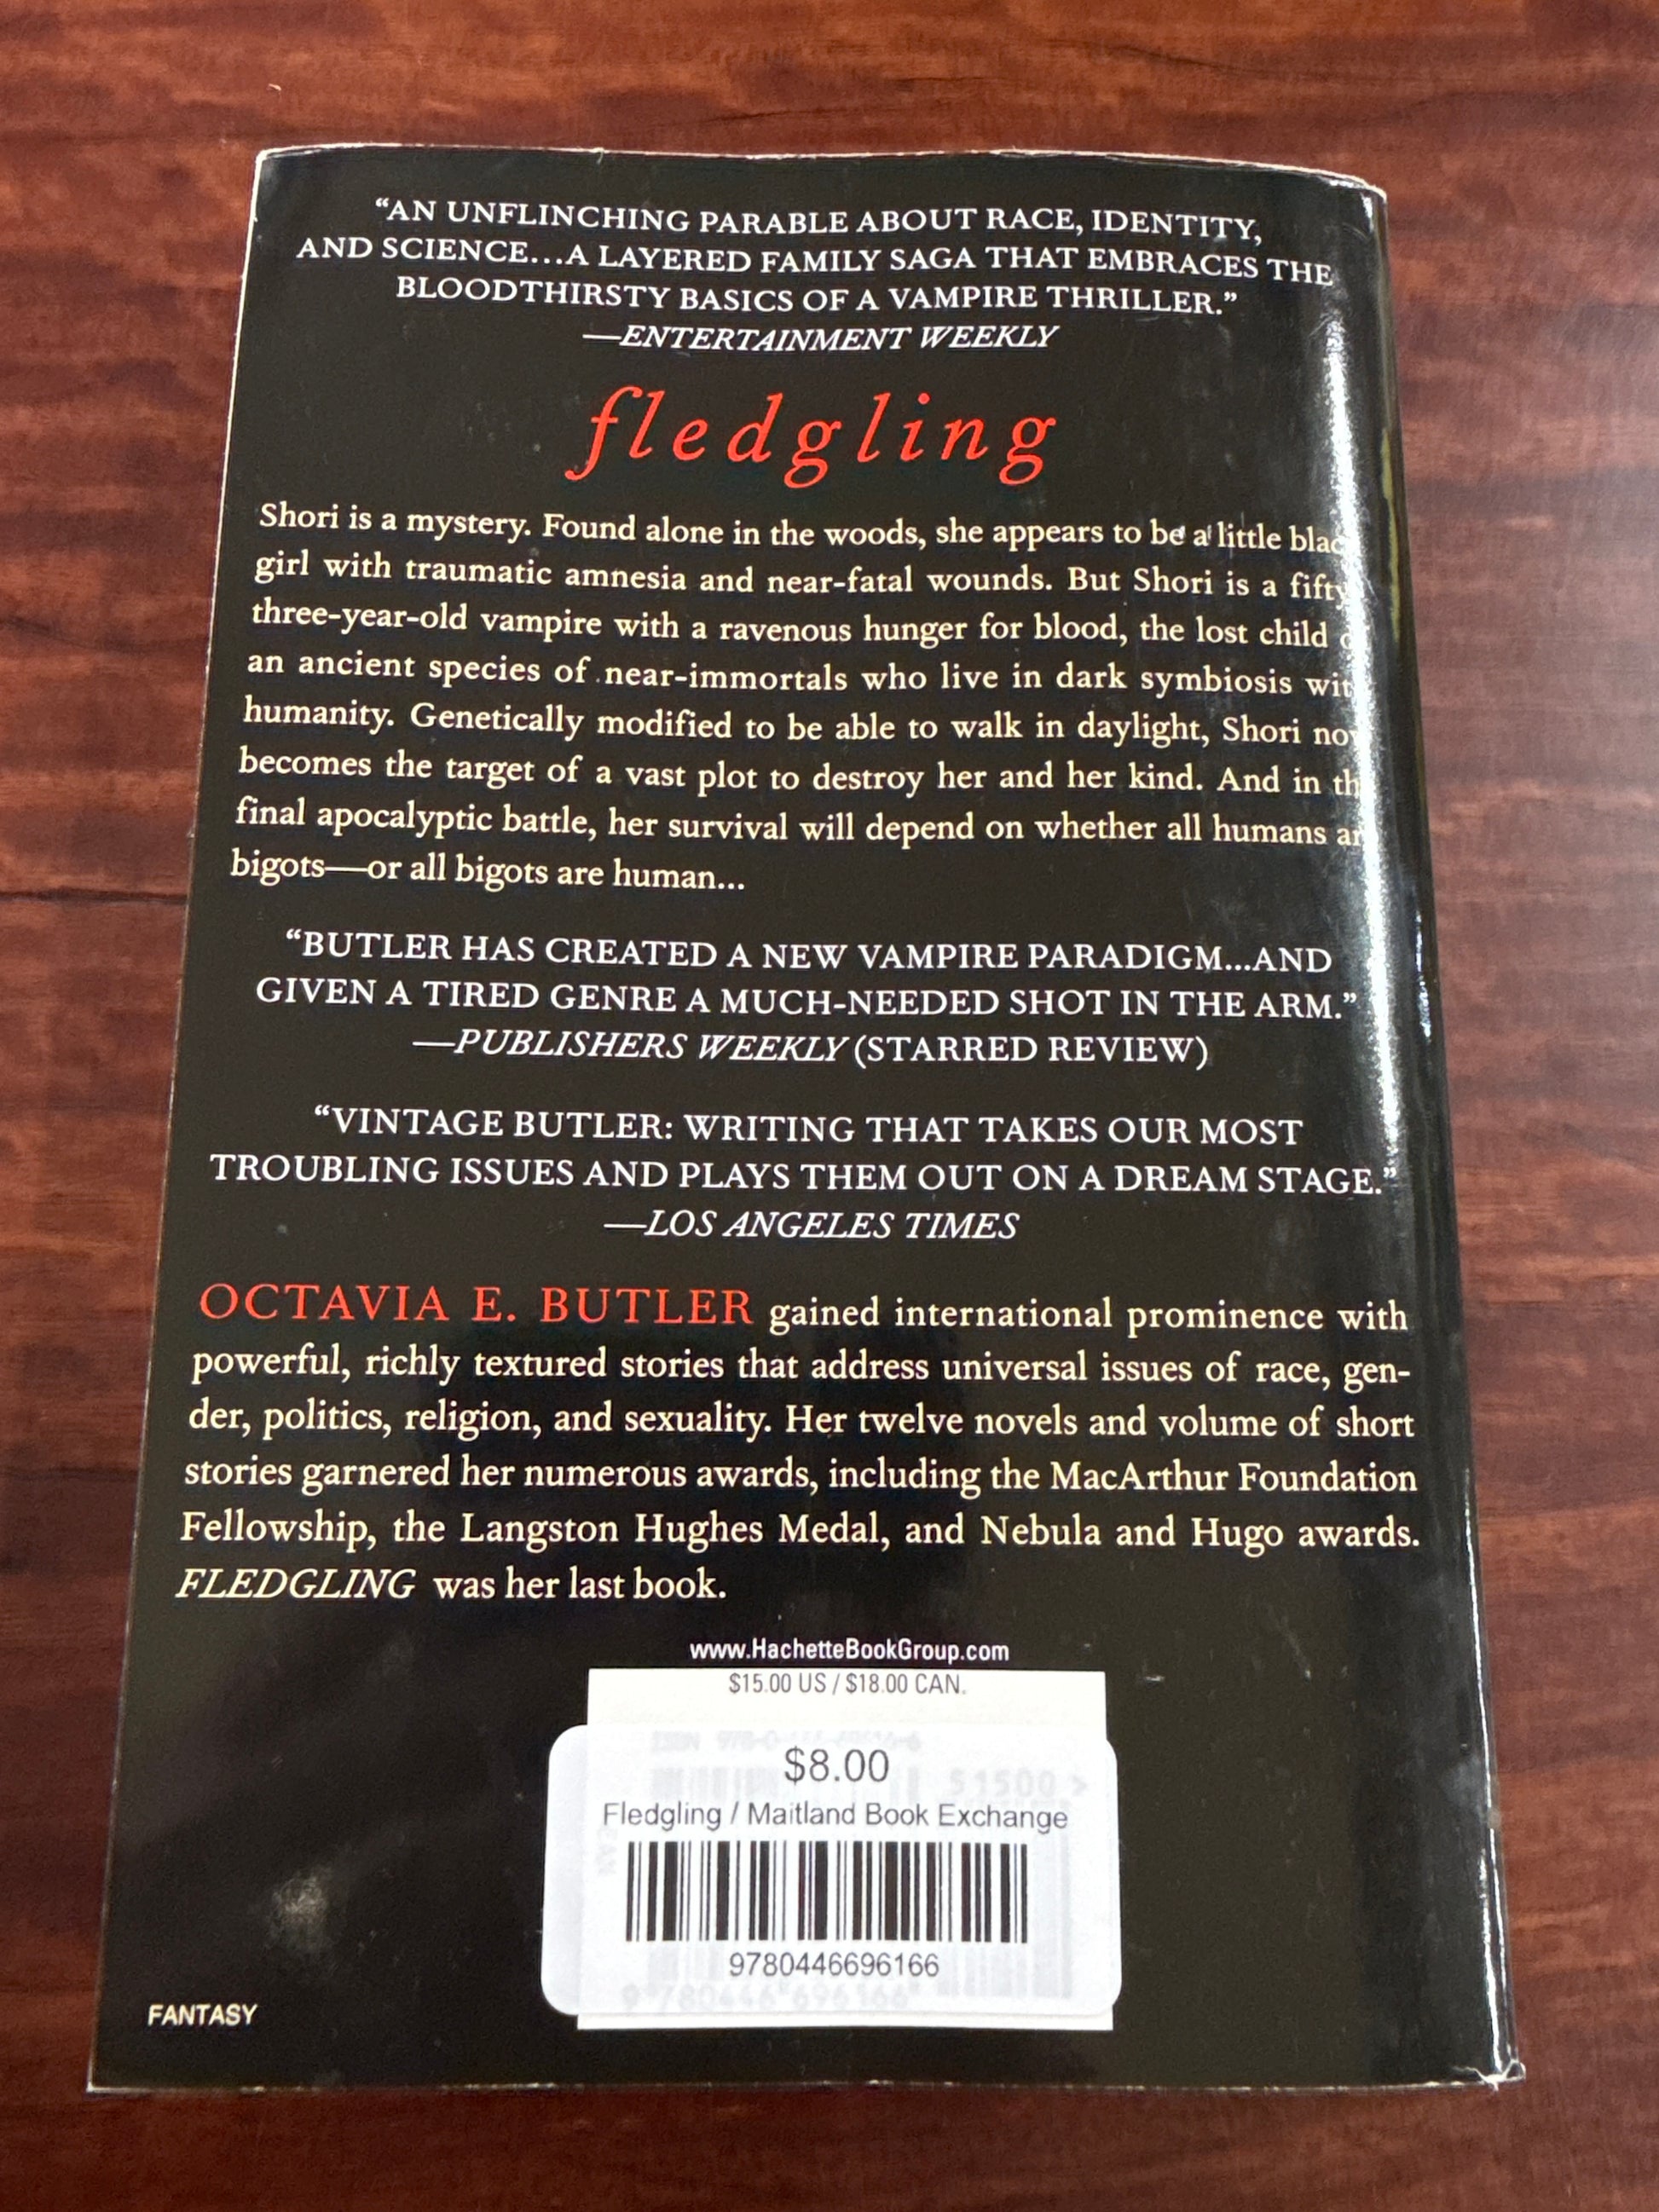 “AN UNFLINCHING PARABLE ABOUT RACE, IDENTITY,
AND SCIENCE...A LAYERED FAMILY SAGA THAT EMBRACES THE
BLOODTHIRSTY BASICS OF A VAMPIRE THRILLER.”
—ENTERTAINMENT WEEKLY
fledgling
Shori is a mystery. Found alone in the woods, she appears to be a little blac
girl with traumatic amnesia and near-fatal wounds. But Shori is a fifty
three-year-old vampire with a ravenous hunger for blood, the lost child
an ancient species of near-immortals who live in dark symbiosis wit
humanity. Genetically modified to be able to walk in daylight, Shori no
becomes the target of a vast plot to destroy her and her kind. And in th
final apocalyptic battle, her survival will depend on whether all humans ar
bigots—or all bigots are human...
“BUTLER HAS CREATED A NEW VAMPIRE PARADIGM...AND
GIVEN A TIRED GENRE A MUCH-NEEDED SHOT IN THE ARM.”
—PUBLISHERS WEEKLY (STARRED REVIEW)
“VINTAGE BUTLER: WRITING THAT TAKES OUR MOST
TROUBLING ISSUES AND PLAYS THEM OUT ON A DREAM STAGE.”
—LOS ANGELES TIMES
OCTAVIA E. BUTLER gained international prominence with
powerful, richly textured stories that address universal issues of race, gen-
der, politics, religion, and sexuality. Her twelve novels and volume of short
stories garnered her numerous awards, including the MacArthur Foundation
Fellowship, the Langston Hughes Medal, and Nebula and Hugo awards.
FLEDGLING was her last book.
www.HachetteBookGroup.com
$15.00 US / $18.00 CAN.
$8.00
51500 >
Fledgling / Maitland Book Exchange
EAN
9780446696166
9 780446 696166
FANTASY